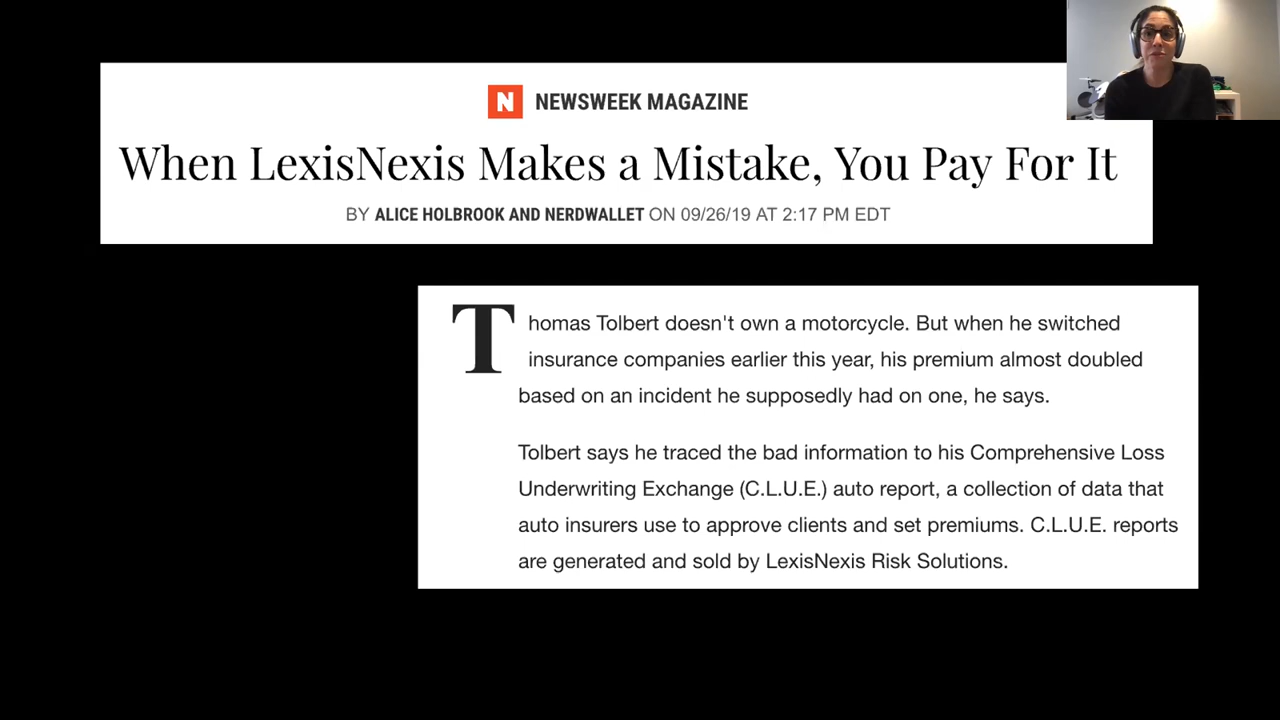 N NEWSWEEK MAGAZINE
When LexisNexis Makes a Mistake, You Pay For It
BY ALICE HOLBROOK AND NERDWALLET ON 09/26/19 AT 2:17 PM EDT
Thomas Tolbert doesn't own a motorcycle. But when he switched
insurance companies earlier this year, his premium almost doubled
based on an incident he supposedly had on one, he says.
Tolbert says he traced the bad information to his Comprehensive Loss
Underwriting Exchange (C.L.U.E.) auto report, a collection of data that
auto insurers use to approve clients and set premiums. C.L.U.E. reports
are generated and sold by LexisNexis Risk Solutions.